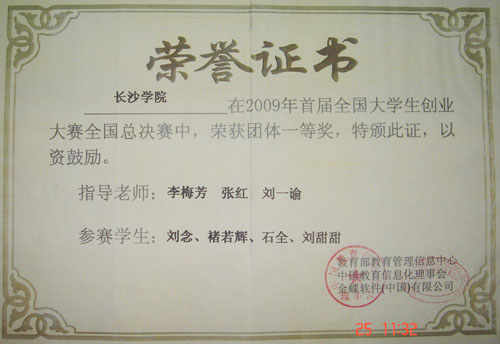 荣誉证书
长沙学院 在2009年首届全国大学生创业
大赛全国总决赛中，荣获团体一等奖，特颁此证，以
资鼓励。
指导老师：李梅芳 张红 刘一谕
参赛学生：刘念、褚若辉、石全、刘甜甜
教育部教育管理信息中心
中国教育信息化理事会
金蝶软件(中国)有限公司
25 11:32